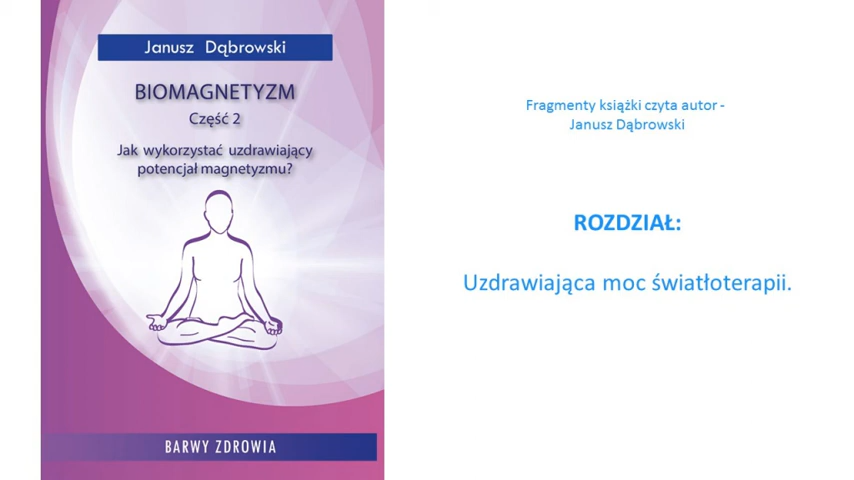 Janusz Dąbrowski
BIOMAGNETYZM
Część 2
Jak wykorzystać uzdrawiający
potencjał magnetyzmu?
BARWY ZDROWIA
Fragmenty książki czyta autor -
Janusz Dąbrowski
ROZDZIAŁ:
Uzdrawiająca moc światłoterapii.